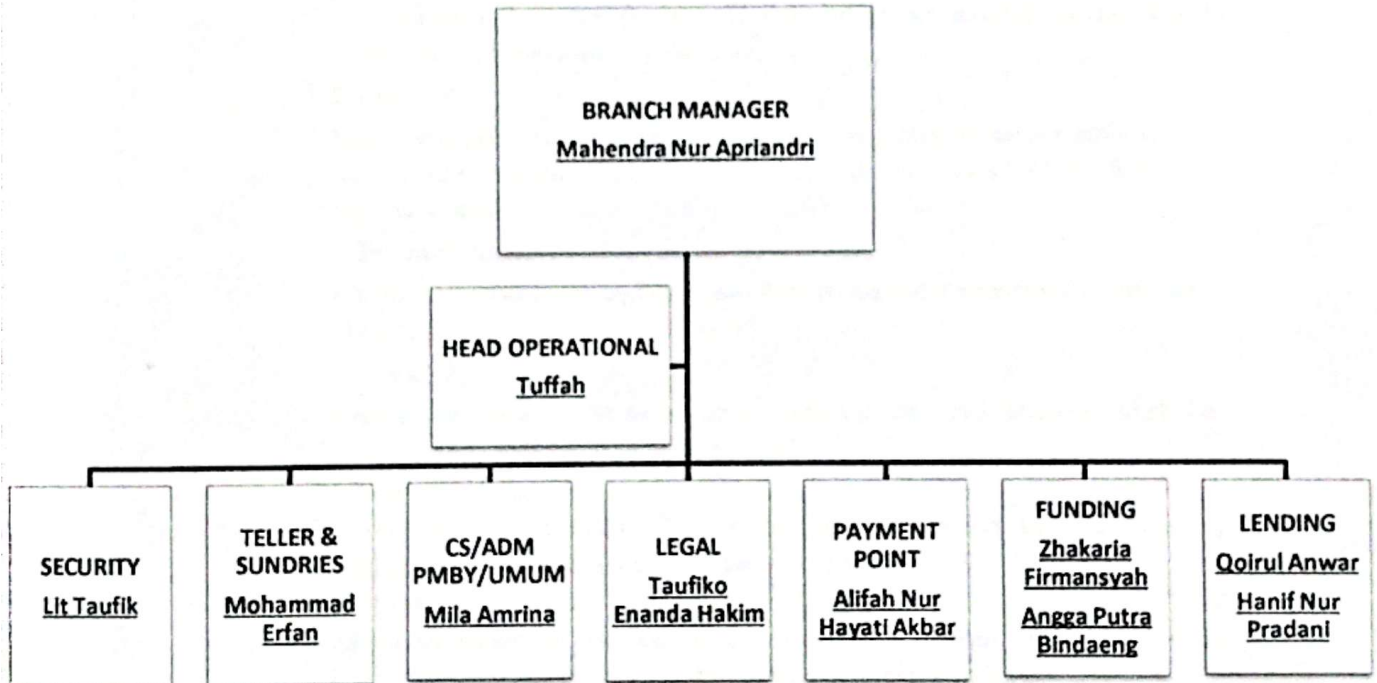 BRANCH MANAGER
Mahendra Nur Apriandri
HEAD OPERATIONAL
Tuffah
SECURITY
Lit Taufik
TELLER &
SUNDRIES
Mohammad
Erfan
CS/ADM
PMBY/UMUM
Mila Amrina
LEGAL
Taufiko
Enanda Hakim
PAYMENT
POINT
Alifah Nur
Hayati Akbar
FUNDING
Zhakaria
Firmansyah
Angga Putra
Bindaeng
LENDING
Qoirul Anwar
Hanif Nur
Pradani